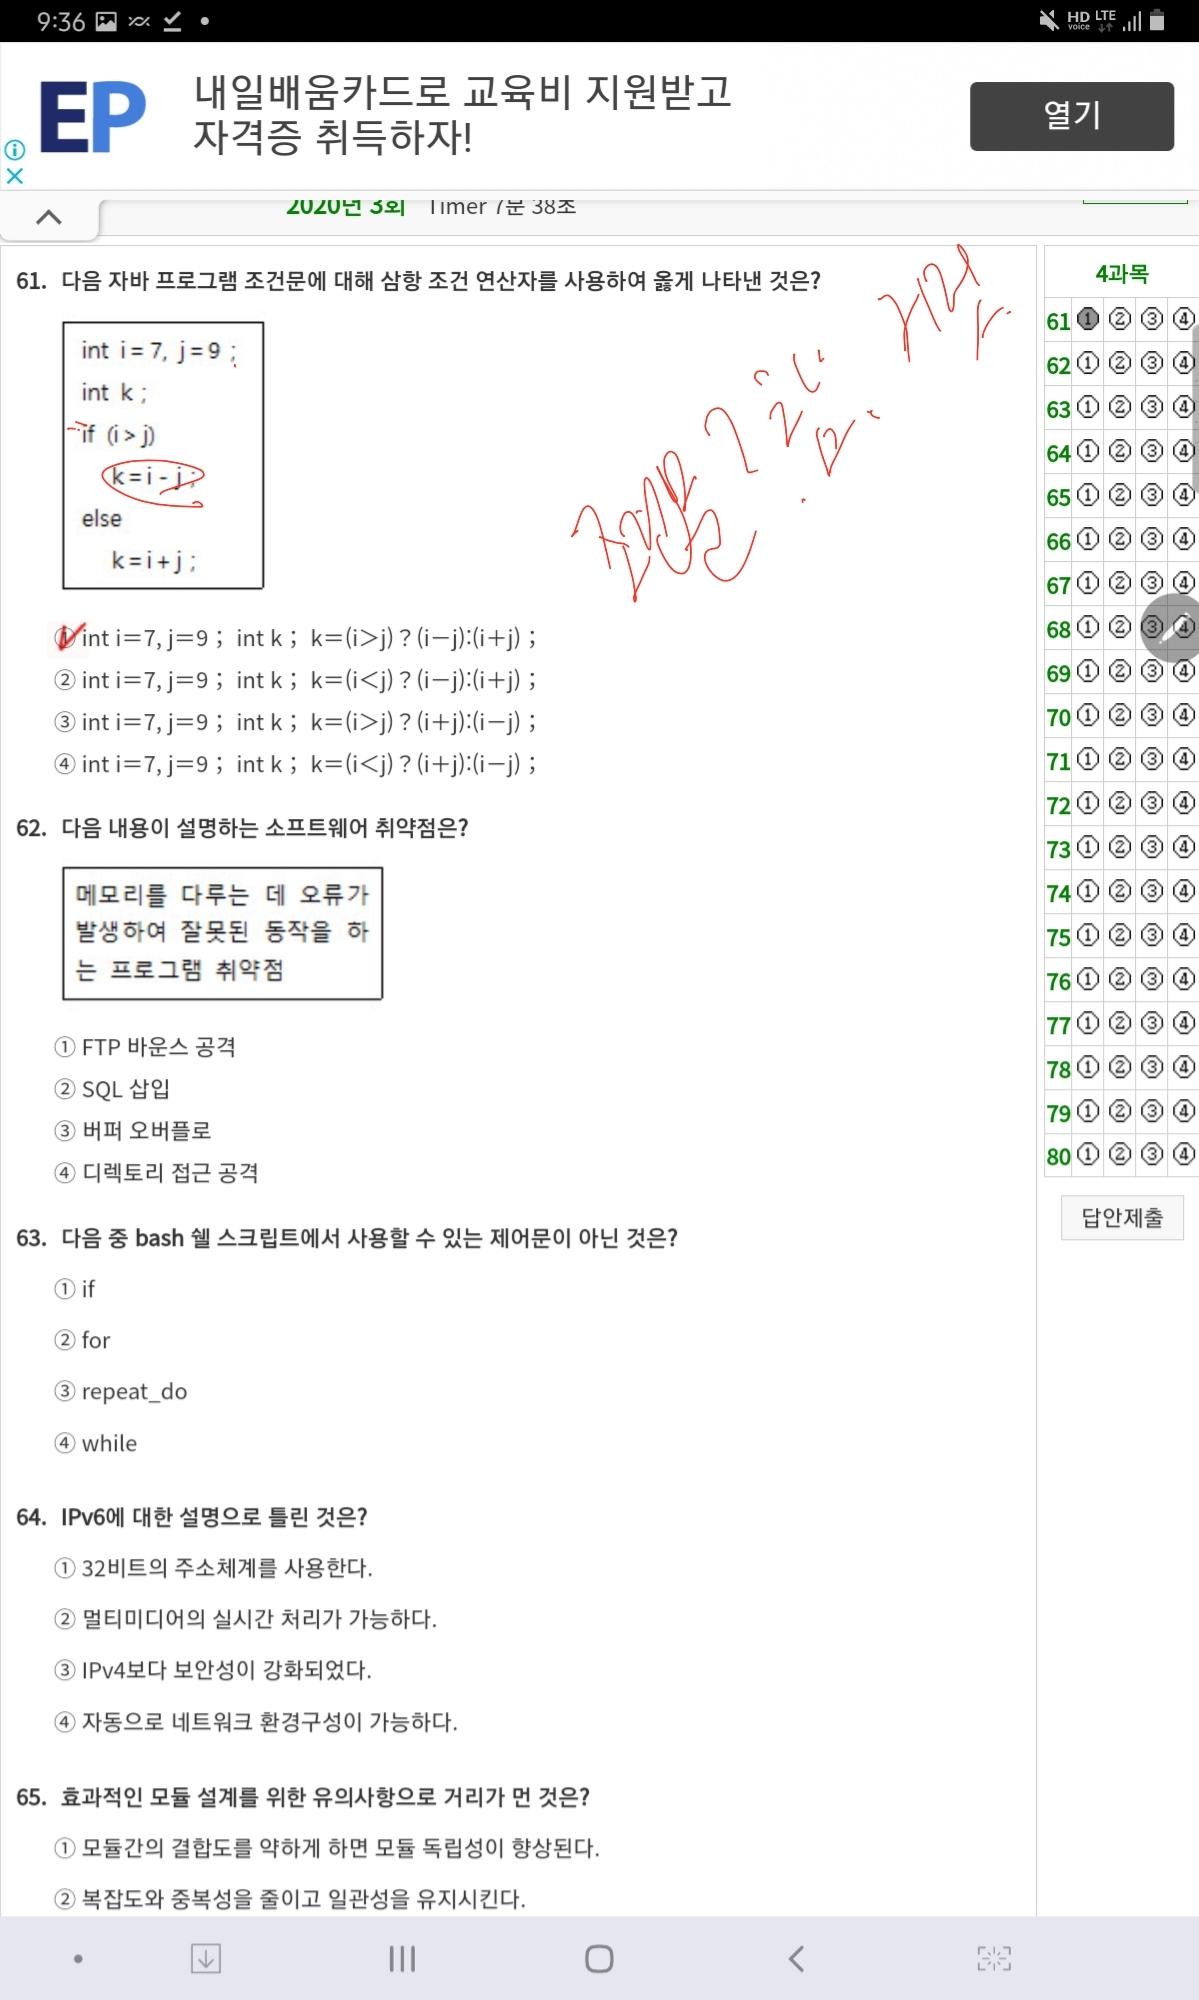 9:36
HD voice LTE
EP
내일배움카드로 교육비 지원받고
자격증 취득하자!
열기
2020년 3회 Timer 7분 38초
61. 다음 자바 프로그램 조건문에 대해 삼항 조건 연산자를 사용하여 옳게 나타낸 것은?
int i = 7, j = 9 ;
int k ;
if (i > j)
k = i - j ;
else
k = i + j ;
① int i=7, j=9 ; int k ; k=(i>j) ? (i-j):(i+j) ;
② int i=7, j=9 ; int k ; k=(i<j) ? (i-j):(i+j) ;
③ int i=7, j=9 ; int k ; k=(i>j) ? (i+j):(i-j) ;
④ int i=7, j=9 ; int k ; k=(i<j) ? (i+j):(i-j) ;
62. 다음 내용이 설명하는 소프트웨어 취약점은?
메모리를 다루는 데 오류가
발생하여 잘못된 동작을 하
는 프로그램 취약점
① FTP 바운스 공격
② SQL 삽입
③ 버퍼 오버플로
④ 디렉토리 접근 공격
63. 다음 중 bash 쉘 스크립트에서 사용할 수 있는 제어문이 아닌 것은?
① if
② for
③ repeat_do
④ while
64. IPv6에 대한 설명으로 틀린 것은?
① 32비트의 주소체계를 사용한다.
② 멀티미디어의 실시간 처리가 가능하다.
③ IPv4보다 보안성이 강화되었다.
④ 자동으로 네트워크 환경구성이 가능하다.
65. 효과적인 모듈 설계를 위한 유의사항으로 거리가 먼 것은?
① 모듈간의 결합도를 약하게 하면 모듈 독립성이 향상된다.
② 복잡도와 중복성을 줄이고 일관성을 유지시킨다.
4과목
61 ① ② ③ ④
62 ① ② ③ ④
63 ① ② ③ ④
64 ① ② ③ ④
65 ① ② ③ ④
66 ① ② ③ ④
67 ① ② ③ ④
68 ① ② ③ ④
69 ① ② ③ ④
70 ① ② ③ ④
71 ① ② ③ ④
72 ① ② ③ ④
73 ① ② ③ ④
74 ① ② ③ ④
75 ① ② ③ ④
76 ① ② ③ ④
77 ① ② ③ ④
78 ① ② ③ ④
79 ① ② ③ ④
80 ① ② ③ ④
답안제출